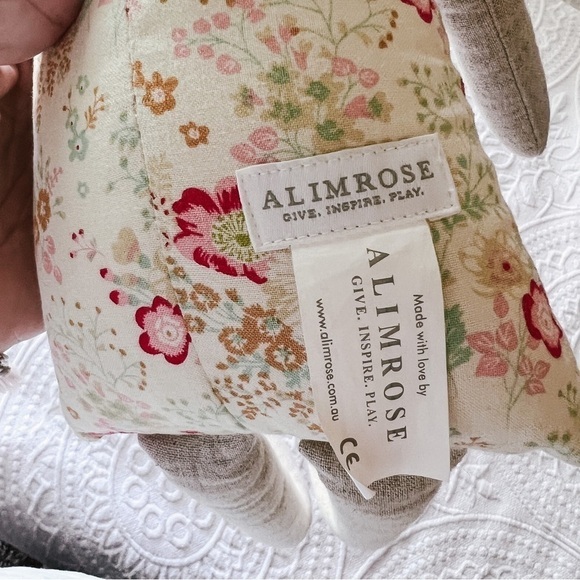 ALIMROSE
GIVE. INSPIRE. PLAY.
Made with love by
ALIMROSE
GIVE. INSPIRE. PLAY.
www.alimrose.com.au
CE